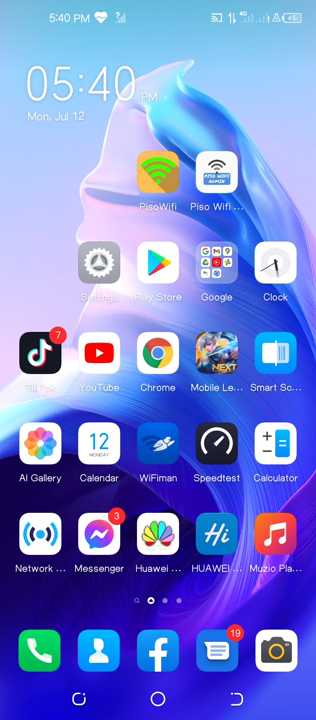 5:40 PM
4G
49
05:40 PM
Mon, Jul 12
PISO WIFI
ADMIN
PisoWifi
Piso Wifi ...
Settings
Play Store
Google
Clock
7
NEXT
TikTok
YouTube
Chrome
Mobile Le...
Smart Sc...
12
MONDAY
AI Gallery
Calendar
WiFiman
Speedtest
Calculator
3
Hi
Network ...
Messenger
Huawei ...
HUAWEI ...
Muzio Pla...
19